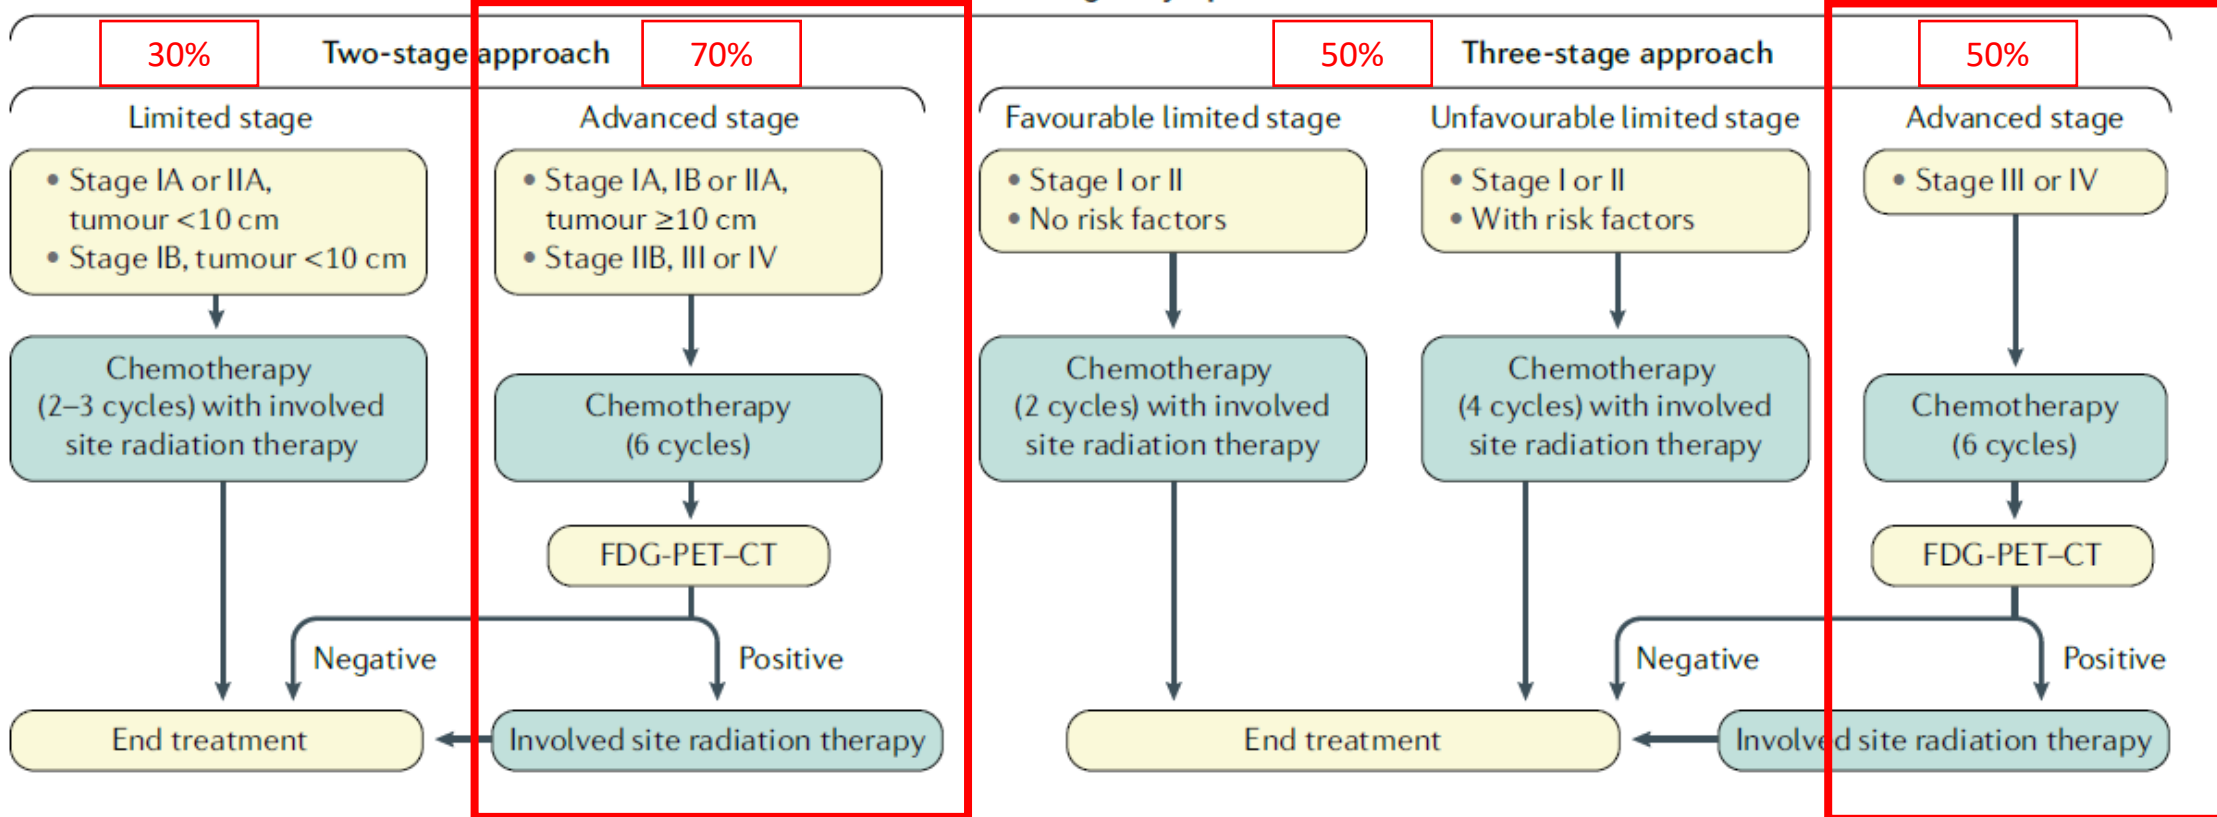 30%
Two-stage approach
70%
50%
Three-stage approach
50%
Limited stage
Advanced stage
Favourable limited stage
Unfavourable limited stage
Advanced stage
• Stage IA or IIA,
tumour <10 cm
• Stage IB, tumour <10 cm
• Stage IA, IB or IIA,
tumour ≥10 cm
• Stage IIB, III or IV
• Stage I or II
• No risk factors
• Stage I or II
• With risk factors
• Stage III or IV
Chemotherapy
(2–3 cycles) with involved
site radiation therapy
Chemotherapy
(6 cycles)
Chemotherapy
(2 cycles) with involved
site radiation therapy
Chemotherapy
(4 cycles) with involved
site radiation therapy
Chemotherapy
(6 cycles)
FDG-PET–CT
FDG-PET–CT
Negative
Positive
Negative
Positive
End treatment
Involved site radiation therapy
End treatment
Involved site radiation therapy